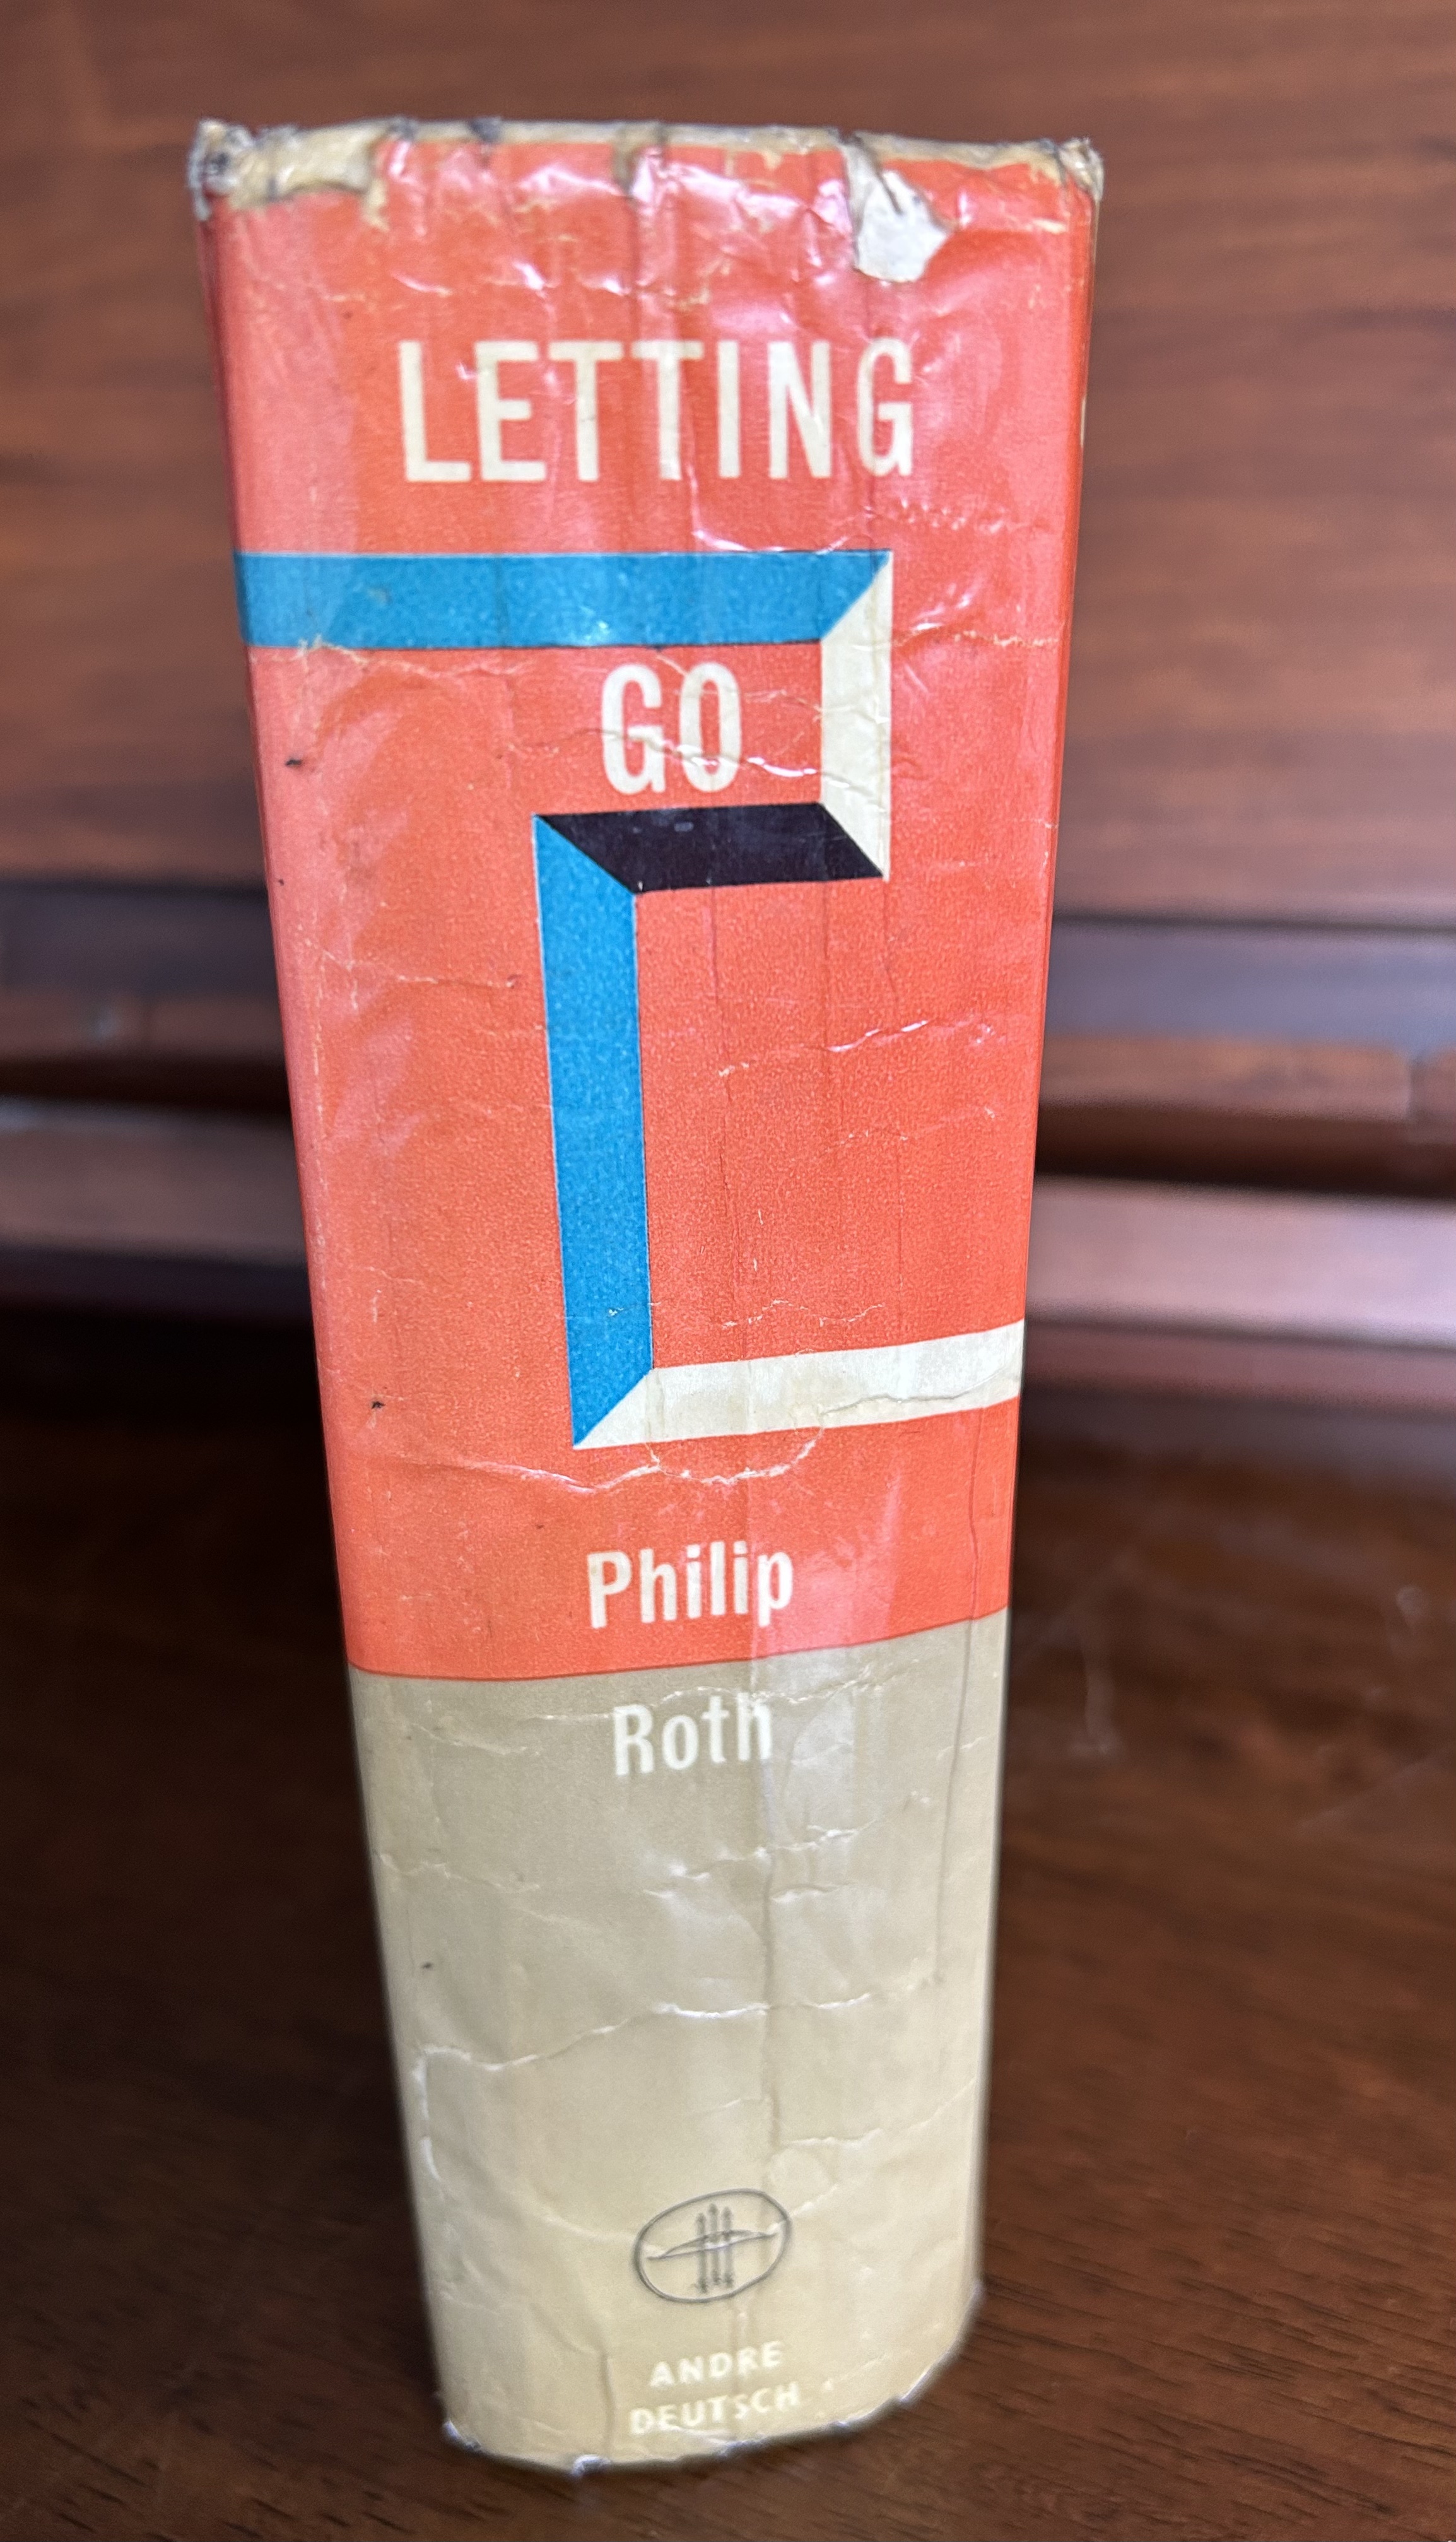 LETTING
GO
Philip
Roth
ANDRE
DEUTSCH